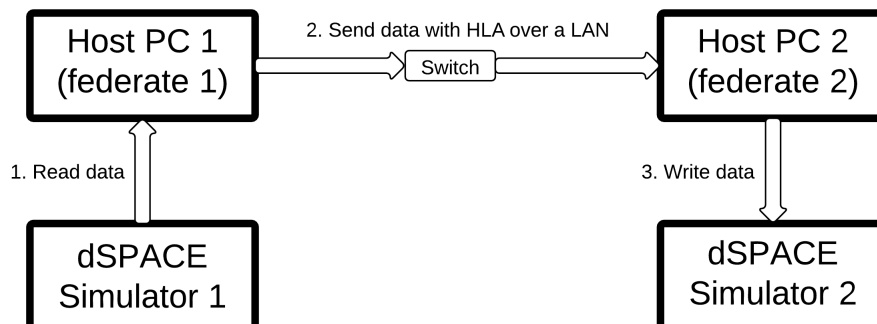 2. Send data with HLA over a LAN
Host PC 1
(federate 1)
Switch
Host PC 2
(federate 2)
1. Read data
3. Write data
dSPACE
Simulator 1
dSPACE
Simulator 2